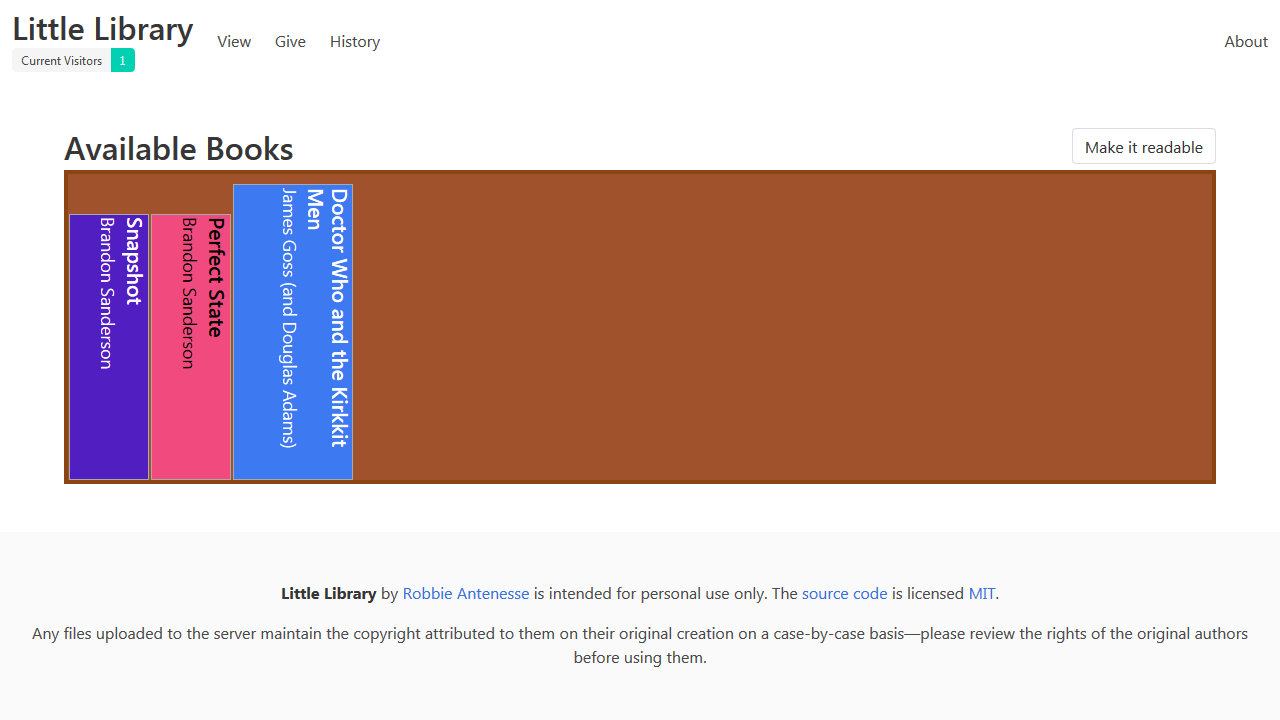 Little Library
Current Visitors 1
View
Give
History
About
Available Books
Make it readable
Snapshot
Brandon Sanderson
Perfect State
Brandon Sanderson
Doctor Who and the Kirkkit
Men
James Goss (and Douglas Adams)
Little Library by Robbie Antenesse is intended for personal use only. The source code is licensed MIT.
Any files uploaded to the server maintain the copyright attributed to them on their original creation on a case-by-case basis—please review the rights of the original authors
before using them.